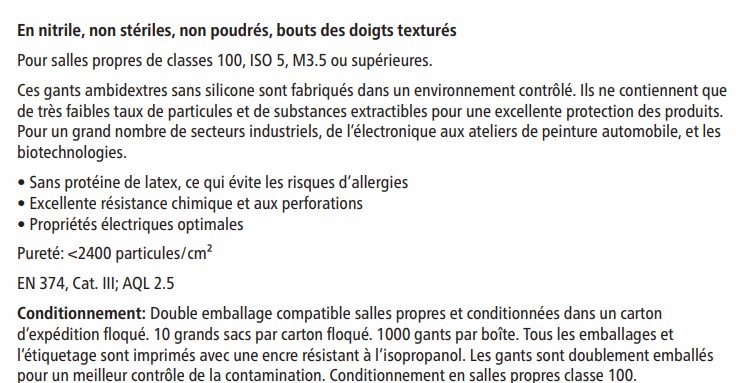 En nitrile, non stériles, non poudrés, bouts des doigts texturés
Pour salles propres de classes 100, ISO 5, M3.5 ou supérieures.
Ces gants ambidextres sans silicone sont fabriqués dans un environnement contrôlé. Ils ne contiennent que
de très faibles taux de particules et de substances extractibles pour une excellente protection des produits.
Pour un grand nombre de secteurs industriels, de l'électronique aux ateliers de peinture automobile, et les
biotechnologies.
• Sans protéine de latex, ce qui évite les risques d'allergies
• Excellente résistance chimique et aux perforations
• Propriétés électriques optimales
Pureté: <2400 particules/cm²
EN 374, Cat. III; AQL 2.5
Conditionnement: Double emballage compatible salles propres et conditionnées dans un carton
d'expédition floqué. 10 grands sacs par carton floqué. 1000 gants par boîte. Tous les emballages et
l'étiquetage sont imprimés avec une encre résistant à l'isopropanol. Les gants sont doublement emballés
pour un meilleur contrôle de la contamination. Conditionnement en salles propres classe 100.